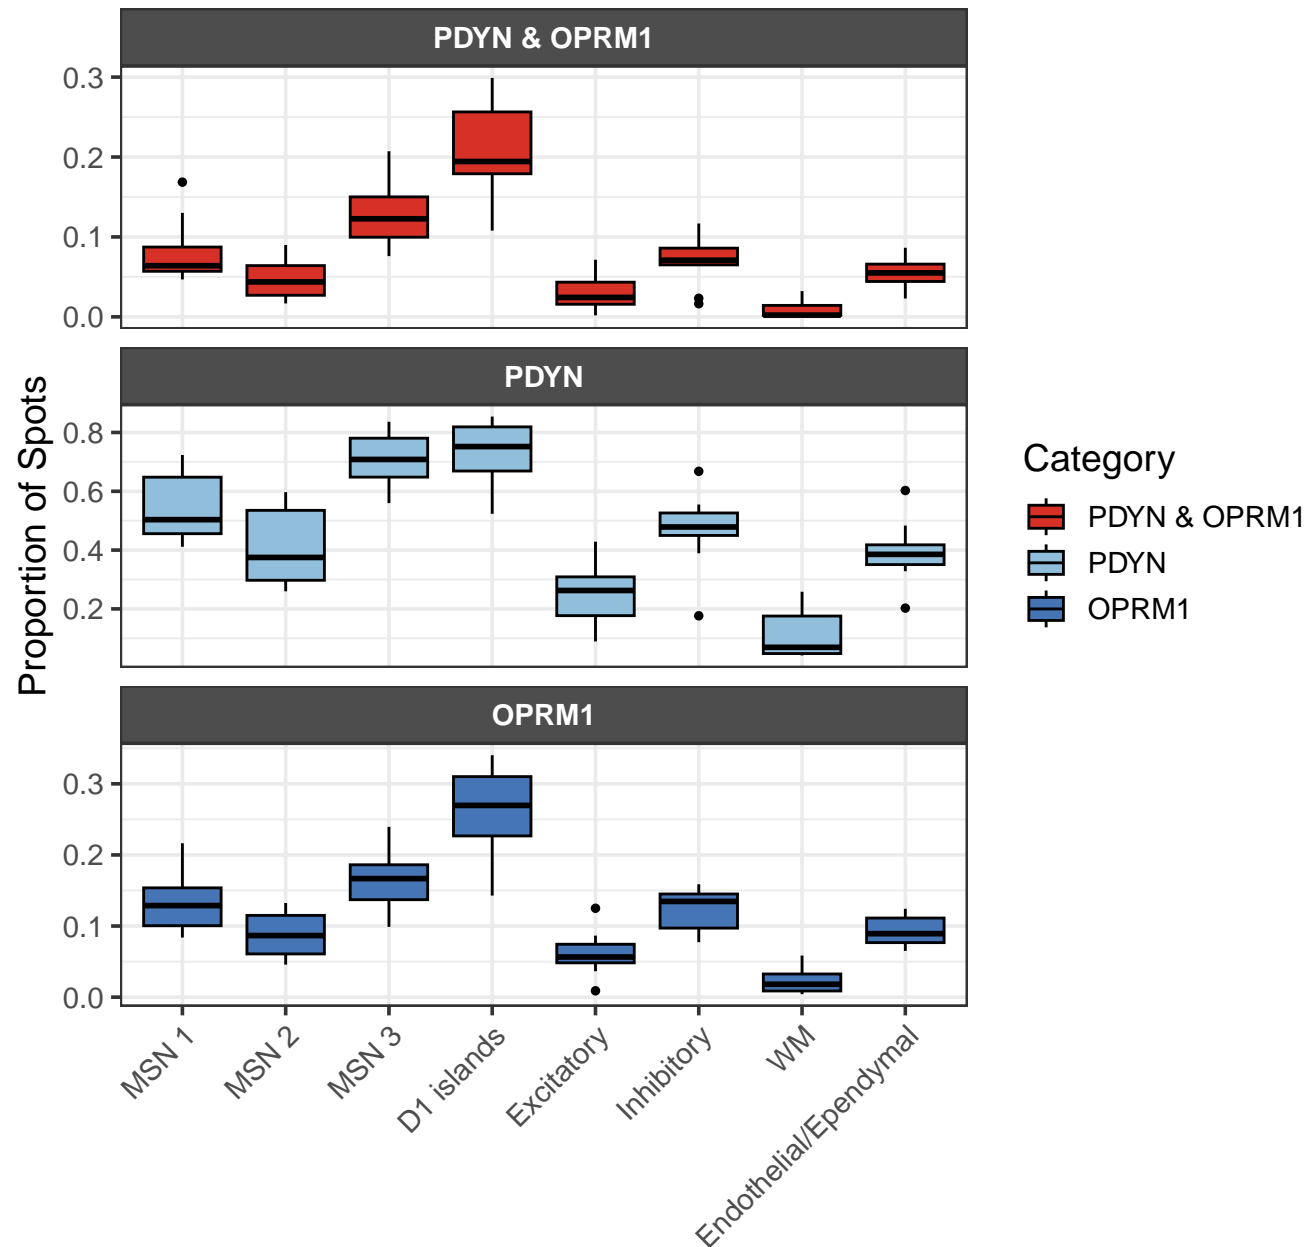 PDYN & OPRM1
0.3
0.2
0.1
0.0
PDYN
0.8
0.6
0.4
0.2
OPRM1
0.3
0.2
0.1
0.0
Proportion of Spots
MSN 1
MSN 2
MSN 3
D1 islands
Excitatory
Inhibitory
WM
Endothelial/Ependymal
Category
PDYN & OPRM1
PDYN
OPRM1